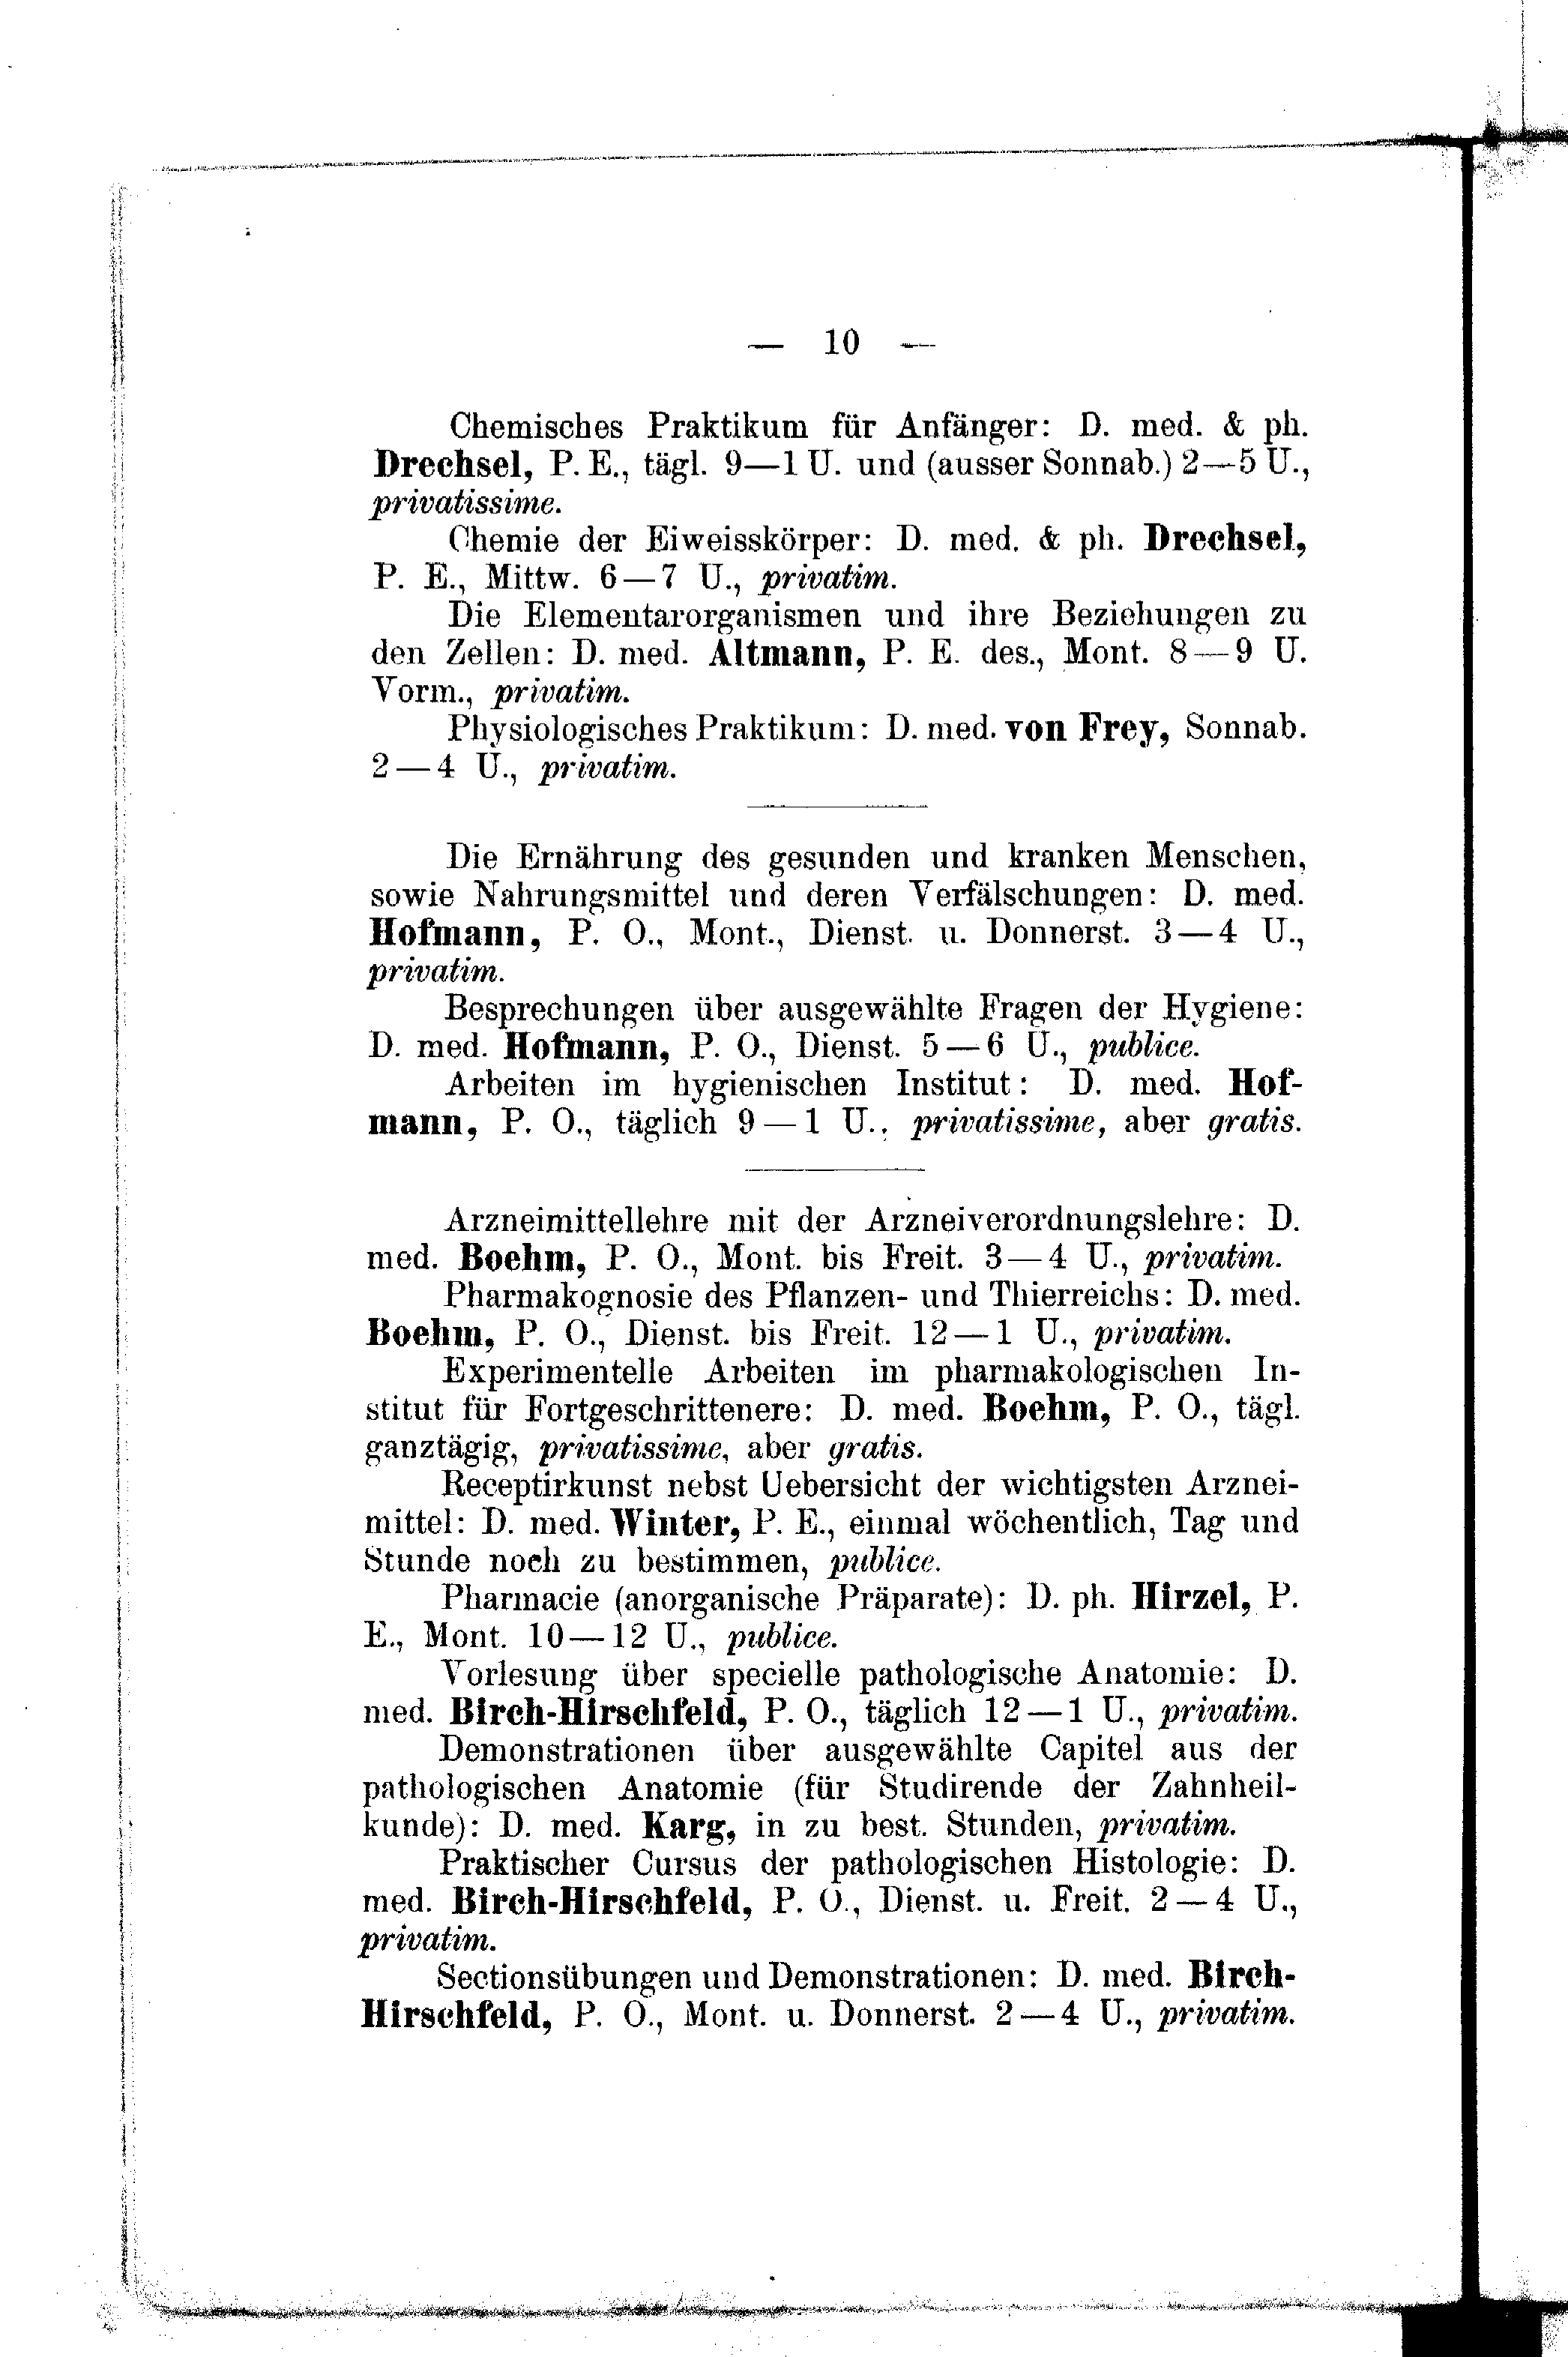 — 10 —
Chemisches Praktikum für Anfänger: D. med. & ph.
Drechsel, P. E., tägl. 9—1 U. und (ausser Sonnab.) 2—5 U.,
privatissime.
Chemie der Eiweisskörper: D. med. & ph. Drechsel,
P. E., Mittw. 6—7 U., privatim.
Die Elementarorganismen und ihre Beziehungen zu
den Zellen: D. med. Altmann, P. E. des., Mont. 8—9 U.
Vorm., privatim.
Physiologisches Praktikum: D. med. von Frey, Sonnab.
2—4 U., privatim.
Die Ernährung des gesunden und kranken Menschen,
sowie Nahrungsmittel und deren Verfälschungen: D. med.
Hofmann, P. O., Mont., Dienst. u. Donnerst. 3—4 U.,
privatim.
Besprechungen über ausgewählte Fragen der Hygiene:
D. med. Hofmann, P. O., Dienst. 5—6 U., publice.
Arbeiten im hygienischen Institut: D. med. Hof-
mann, P. O., täglich 9—1 U., privatissime, aber gratis.
Arzneimittellehre mit der Arzneiverordnungslehre: D.
med. Boehm, P. O., Mont. bis Freit. 3—4 U., privatim.
Pharmakognosie des Pflanzen- und Thierreichs: D. med.
Boehm, P. O., Dienst. bis Freit. 12—1 U., privatim.
Experimentelle Arbeiten im pharmakologischen In-
stitut für Fortgeschrittenere: D. med. Boehm, P. O., tägl.
ganztägig, privatissime, aber gratis.
Receptirkunst nebst Uebersicht der wichtigsten Arznei-
mittel: D. med. Winter, P. E., einmal wöchentlich, Tag und
Stunde noch zu bestimmen, publice.
Pharmacie (anorganische Präparate): D. ph. Hirzel, P.
E., Mont. 10—12 U., publice.
Vorlesung über specielle pathologische Anatomie: D.
med. Birch-Hirschfeld, P. O., täglich 12—1 U., privatim.
Demonstrationen über ausgewählte Capitel aus der
pathologischen Anatomie (für Studirende der Zahnheil-
kunde): D. med. Karg, in zu best. Stunden, privatim.
Praktischer Cursus der pathologischen Histologie: D.
med. Birch-Hirschfeld, P. O., Dienst. u. Freit. 2—4 U.,
privatim.
Sectionsübungen und Demonstrationen: D. med. Birch-
Hirschfeld, P. O., Mont. u. Donnerst. 2—4 U., privatim.